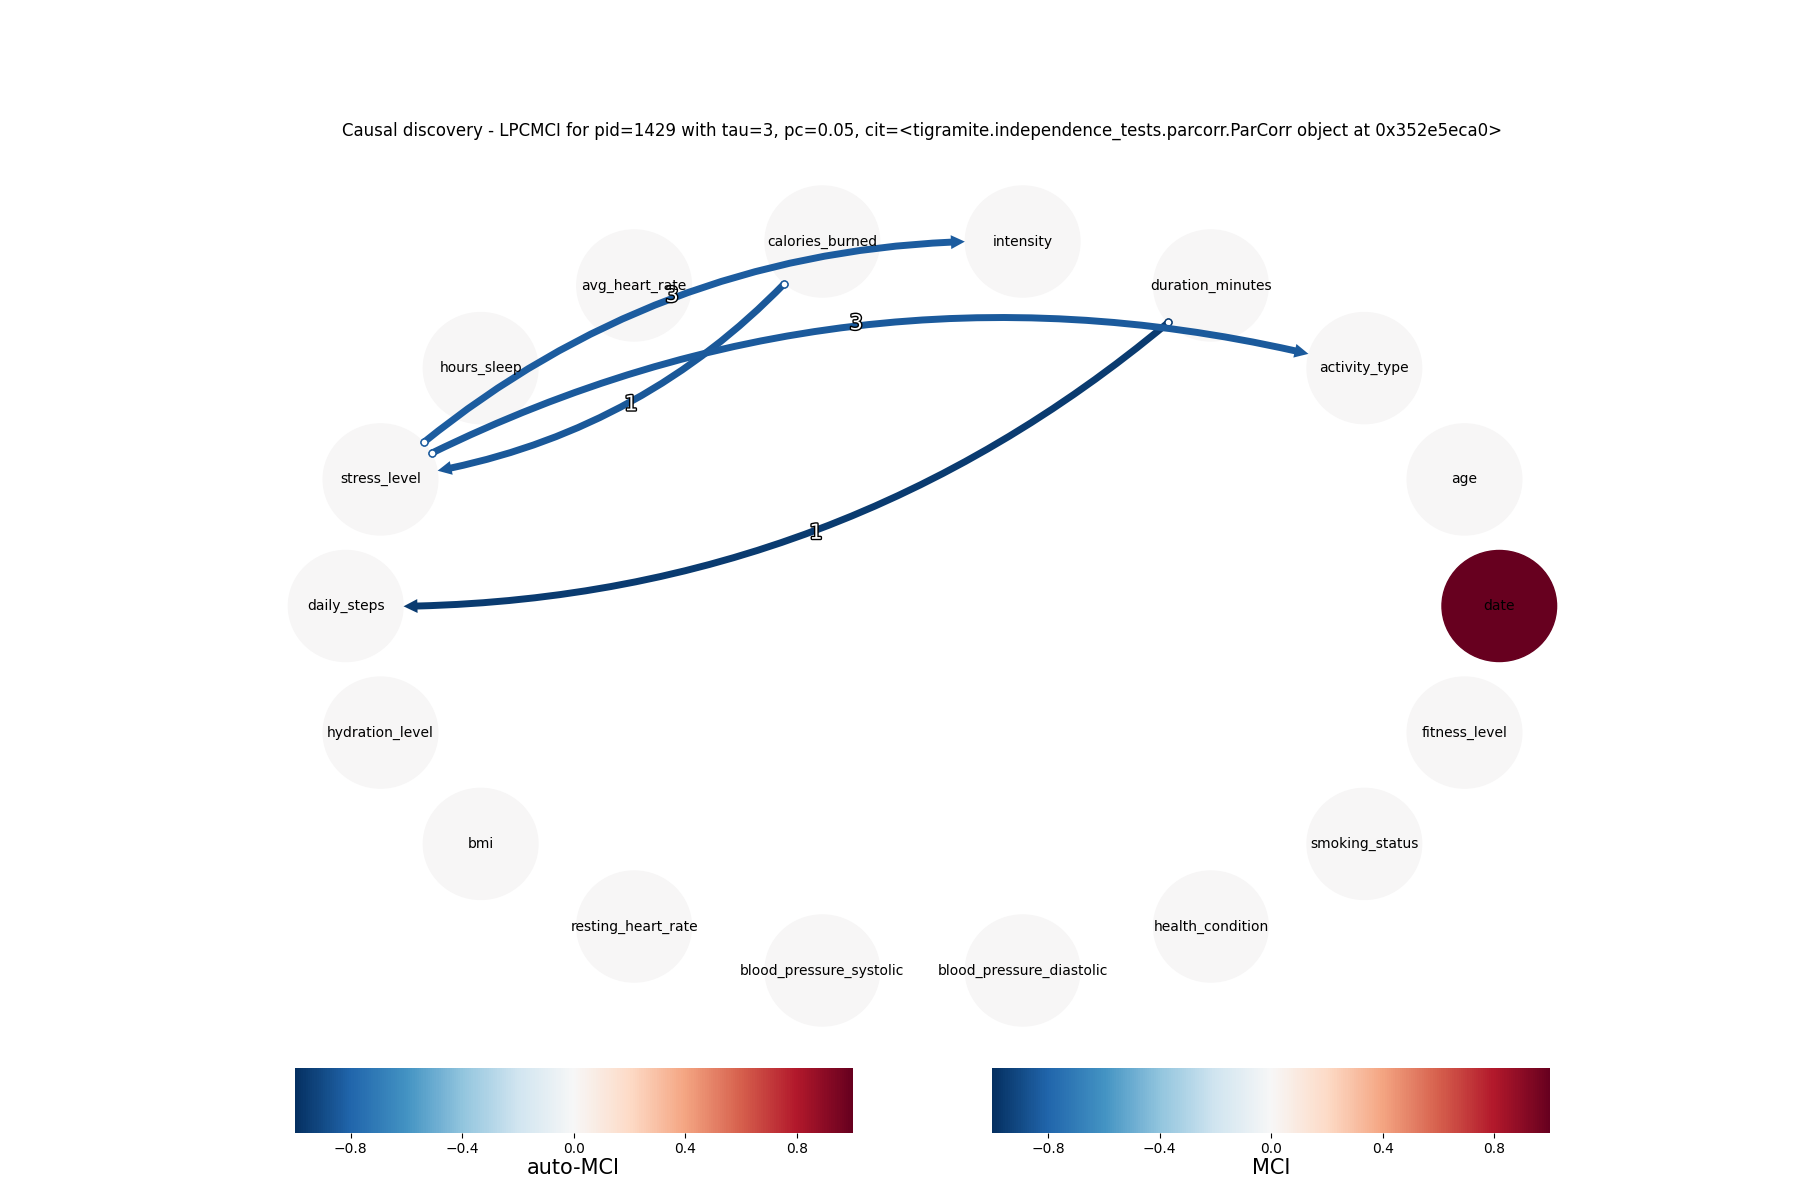 Causal discovery - LPCMCI for pid=1429 with tau=3, pc=0.05, cit=<tigramite.independence_tests.parcorr.ParCorr object at 0x352e5eca0>
calories_burned intensity
avg_heart_rate duration_minutes
3
3
hours_sleep activity_type
1
stress_level age
1
daily_steps date
hydration_level fitness_level
bmi smoking_status
resting_heart_rate health_condition
blood_pressure_systolic blood_pressure_diastolic
−0.8 −0.4 0.0 0.4 0.8
auto-MCI
−0.8 −0.4 0.0 0.4 0.8
MCI